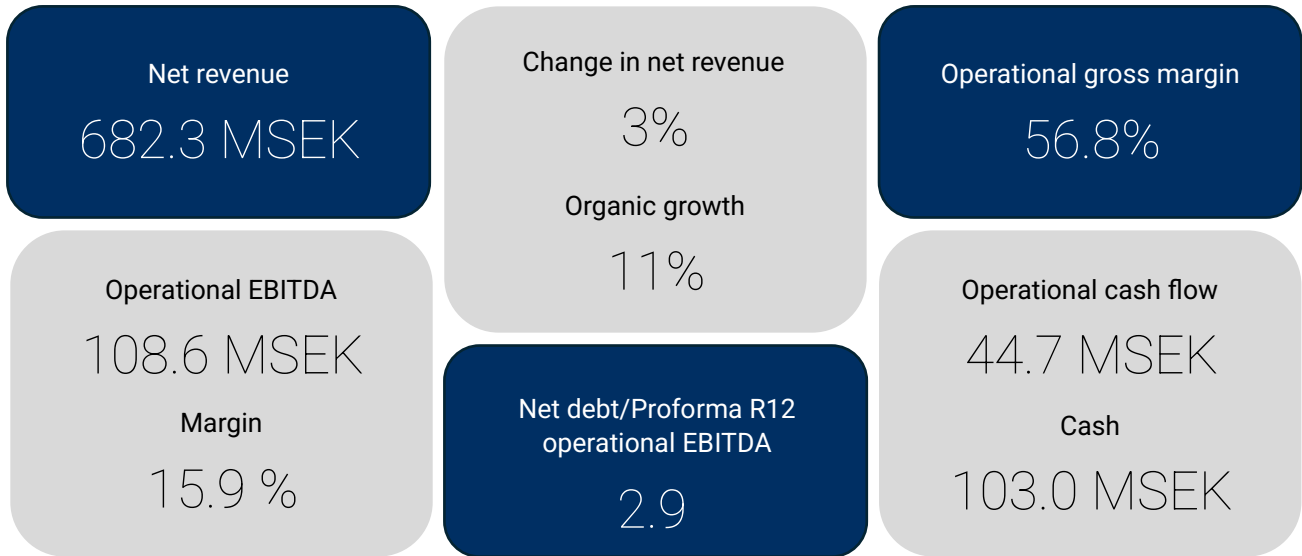 Net revenue
682.3 MSEK
Change in net revenue
3%
Organic growth
11%
Operational gross margin
56.8%
Operational EBITDA
108.6 MSEK
Margin
15.9 %
Net debt/Proforma R12
operational EBITDA
2.9
Operational cash flow
44.7 MSEK
Cash
103.0 MSEK